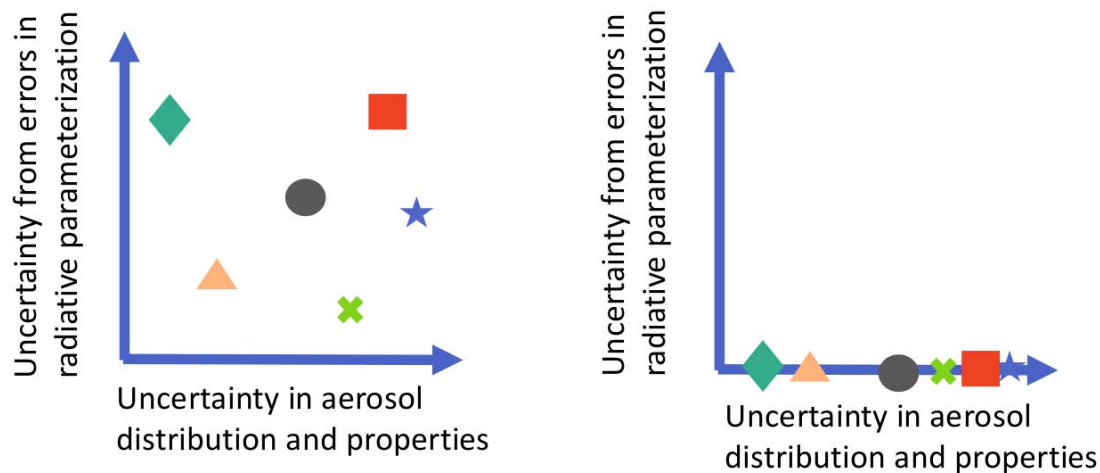 Uncertainty from errors in
radiative parameterization
Uncertainty in aerosol
distribution and properties
Uncertainty from errors in
radiative parameterization
Uncertainty in aerosol
distribution and properties